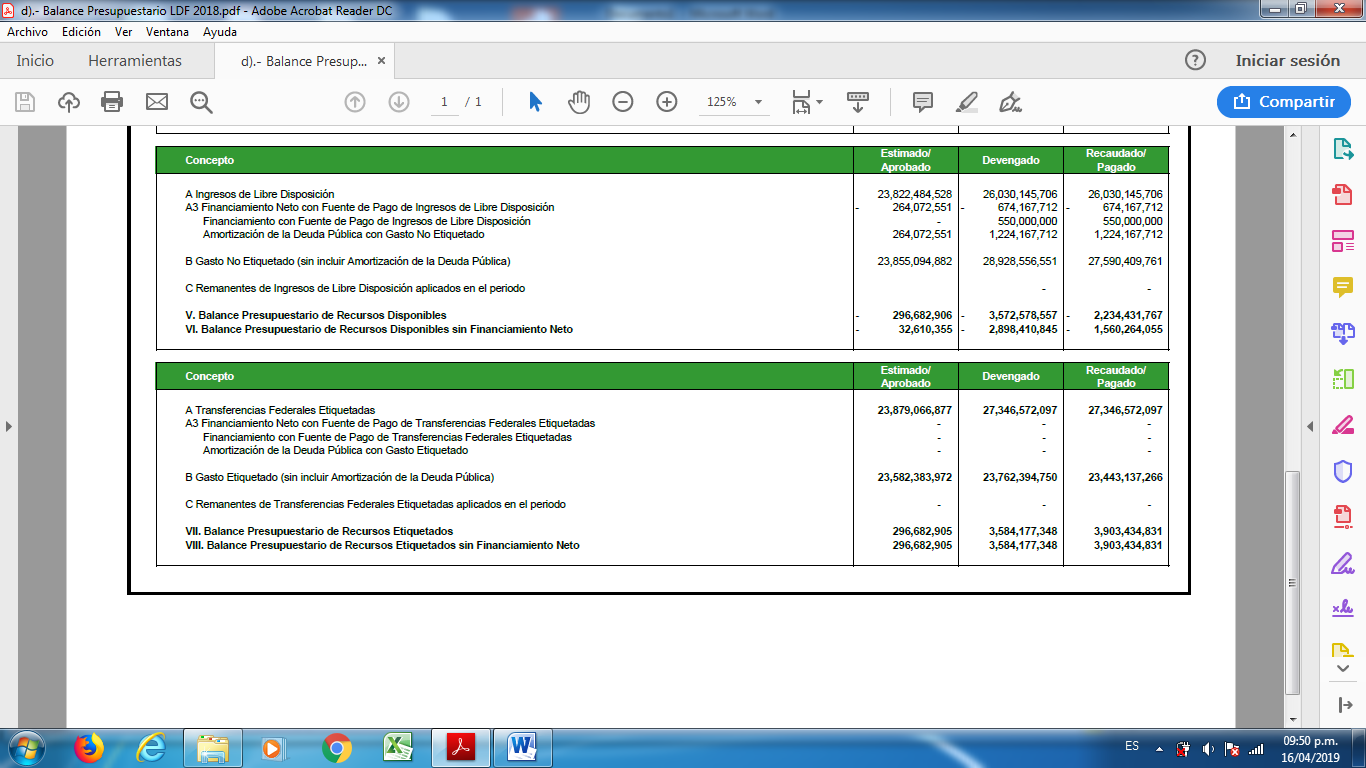 d).- Balance Presupuestario LDF 2018.pdf - Adobe Acrobat Reader DC
Archivo Edición Ver Ventana Ayuda
Inicio Herramientas d).- Balance Presup... × ? Iniciar sesión
1 / 1 125% Compartir
Concepto Estimado/ Aprobado Devengado Recaudado/ Pagado
A Ingresos de Libre Disposición 23,822,484,528 26,030,145,706 26,030,145,706
A3 Financiamiento Neto con Fuente de Pago de Ingresos de Libre Disposición - 264,072,551 - 674,167,712 - 674,167,712
Financiamiento con Fuente de Pago de Ingresos de Libre Disposición - 550,000,000 550,000,000
Amortización de la Deuda Pública con Gasto No Etiquetado 264,072,551 1,224,167,712 1,224,167,712
B Gasto No Etiquetado (sin incluir Amortización de la Deuda Pública) 23,855,094,882 28,928,556,551 27,590,409,761
C Remanentes de Ingresos de Libre Disposición aplicados en el periodo - -
V. Balance Presupuestario de Recursos Disponibles - 296,682,906 - 3,572,578,557 - 2,234,431,767
VI. Balance Presupuestario de Recursos Disponibles sin Financiamiento Neto - 32,610,355 - 2,898,410,845 - 1,560,264,055
Concepto Estimado/ Aprobado Devengado Recaudado/ Pagado
A Transferencias Federales Etiquetadas 23,879,066,877 27,346,572,097 27,346,572,097
A3 Financiamiento Neto con Fuente de Pago de Transferencias Federales Etiquetadas - - -
Financiamiento con Fuente de Pago de Transferencias Federales Etiquetadas - - -
Amortización de la Deuda Pública con Gasto Etiquetado - - -
B Gasto Etiquetado (sin incluir Amortización de la Deuda Pública) 23,582,383,972 23,762,394,750 23,443,137,266
C Remanentes de Transferencias Federales Etiquetadas aplicados en el periodo - - -
VII. Balance Presupuestario de Recursos Etiquetados 296,682,905 3,584,177,348 3,903,434,831
VIII. Balance Presupuestario de Recursos Etiquetados sin Financiamiento Neto 296,682,905 3,584,177,348 3,903,434,831
ES 09:50 p.m.
16/04/2019